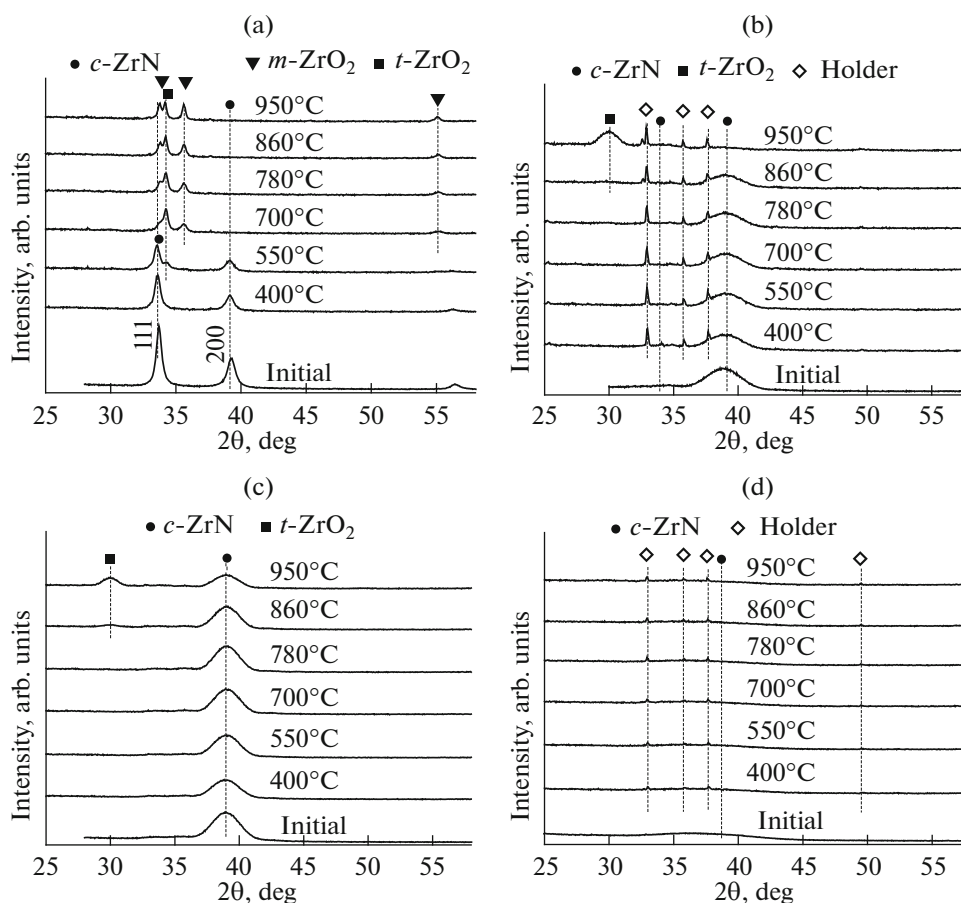 (a)
● c-ZrN ▼ m-ZrO₂ ■ t-ZrO₂
950°C
860°C
780°C
700°C
550°C
400°C
111
200
Initial
Intensity, arb. units
25 30 35 40 45 50 55
2θ, deg
(b)
● c-ZrN ■ t-ZrO₂ ◇ Holder
950°C
860°C
780°C
700°C
550°C
400°C
Initial
Intensity, arb. units
25 30 35 40 45 50 55
2θ, deg
(c)
● c-ZrN ■ t-ZrO₂
950°C
860°C
780°C
700°C
550°C
400°C
Initial
Intensity, arb. units
25 30 35 40 45 50 55
2θ, deg
(d)
● c-ZrN ◇ Holder
950°C
860°C
780°C
700°C
550°C
400°C
Initial
Intensity, arb. units
25 30 35 40 45 50 55
2θ, deg